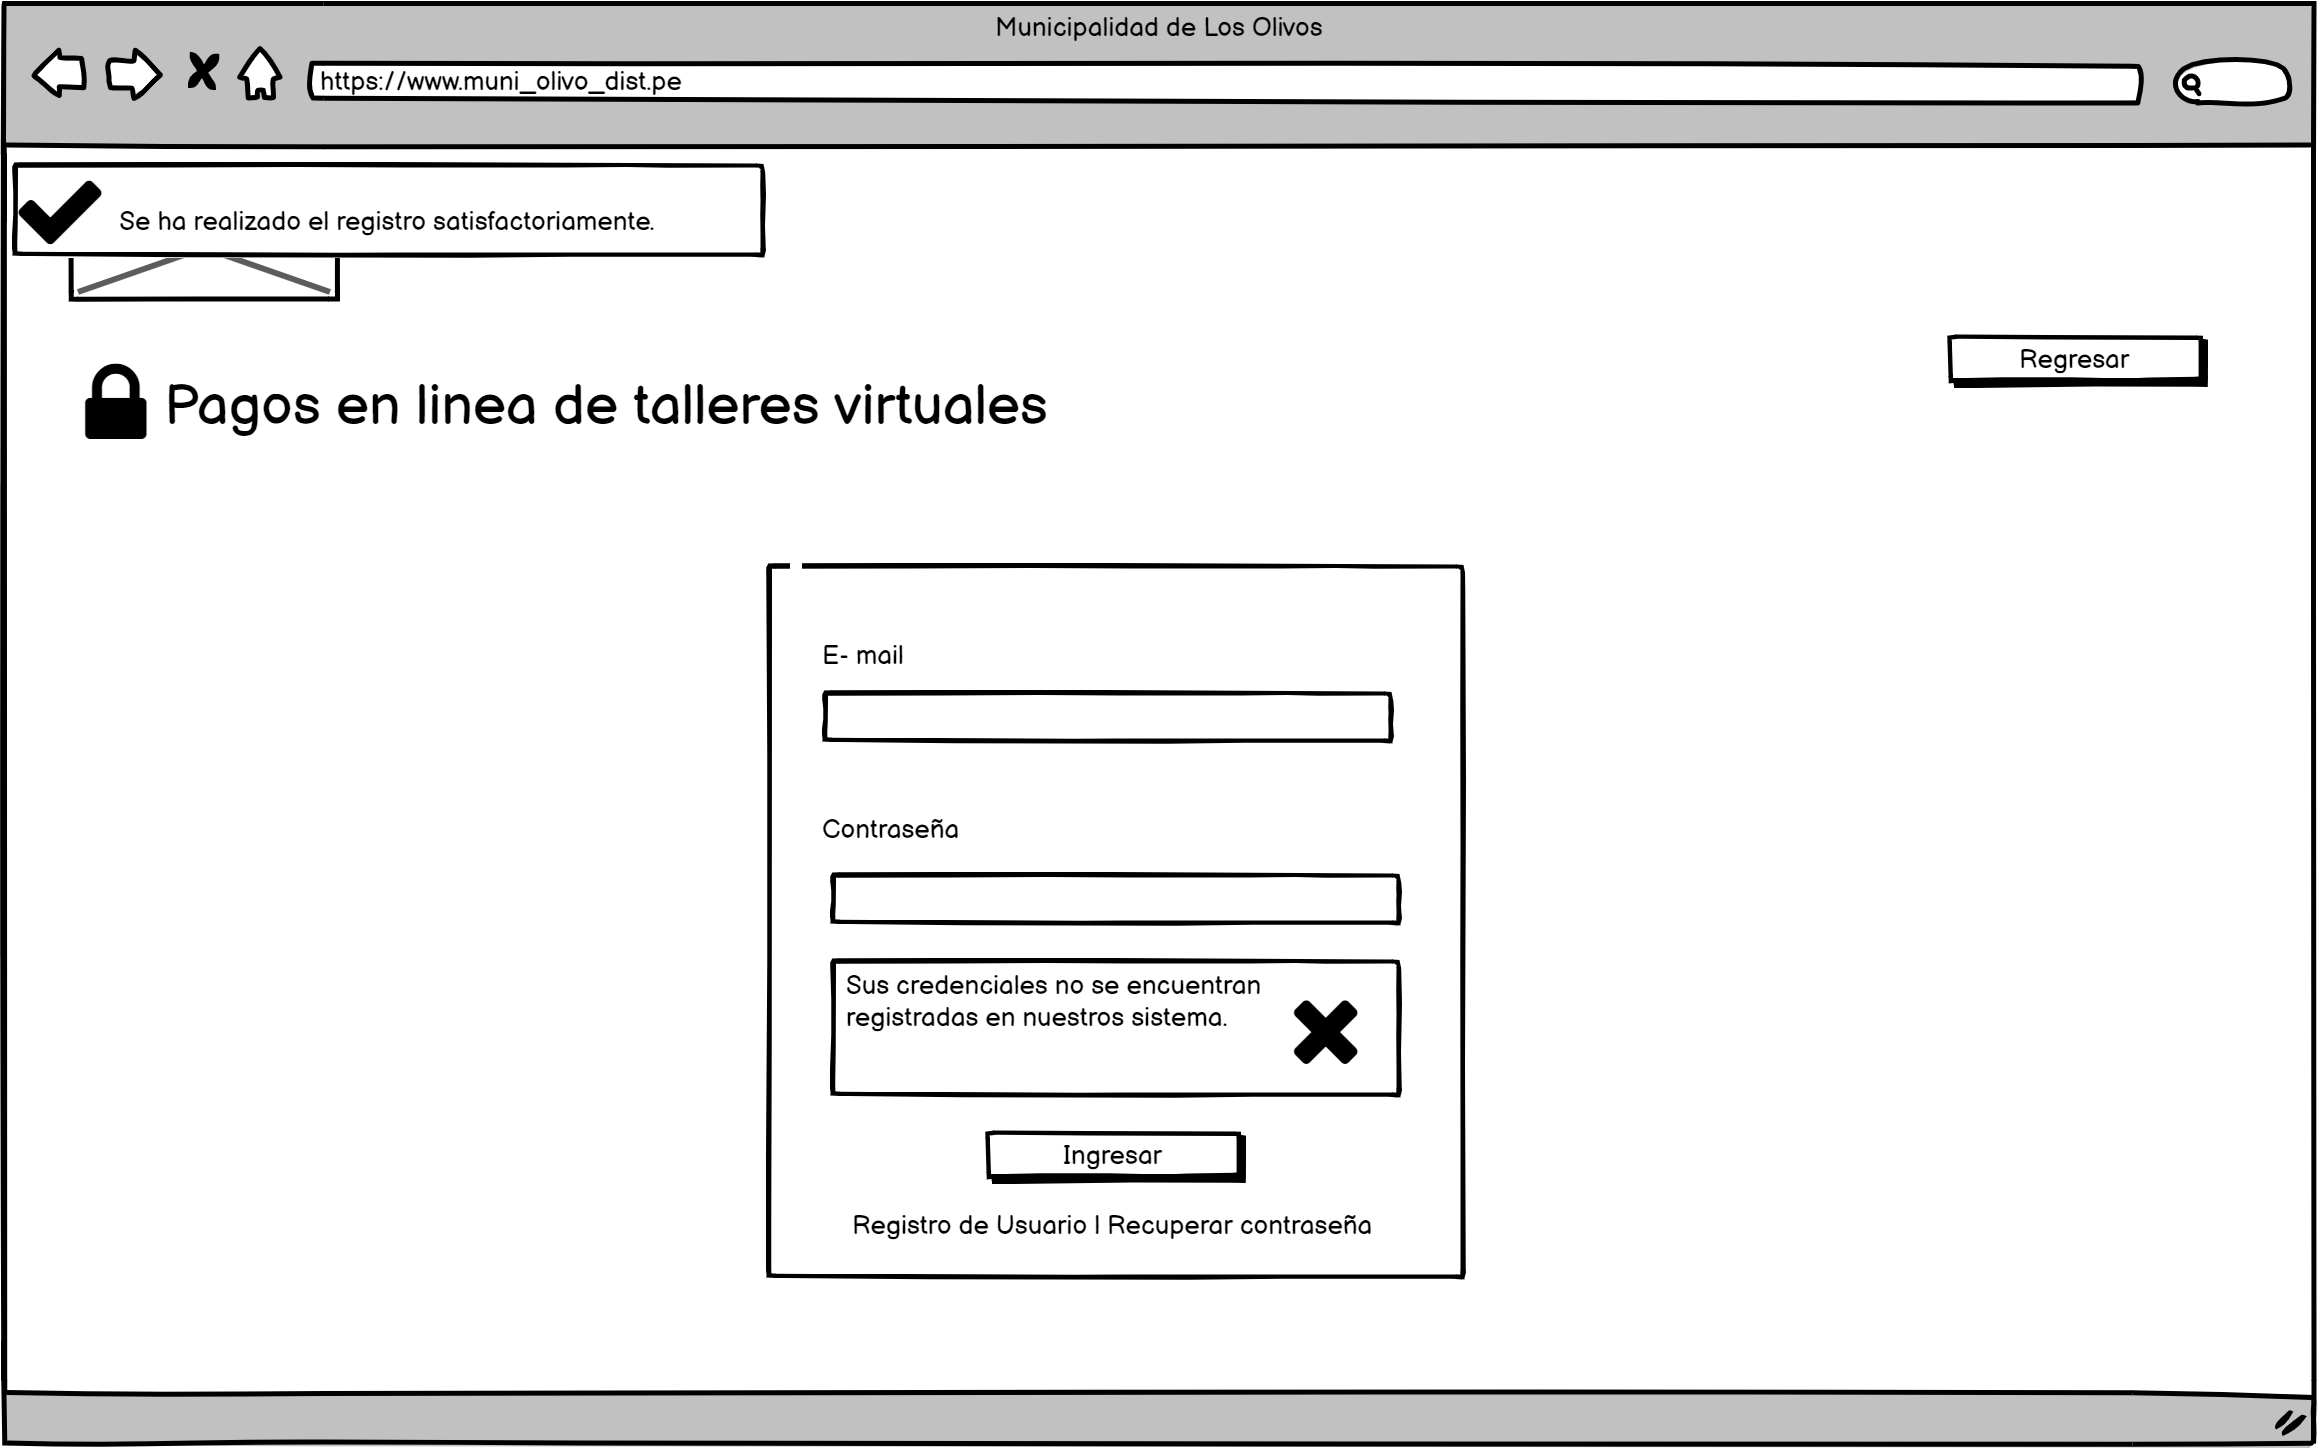 Municipalidad de Los Olivos
https://www.muni_olivo_dist.pe
Se ha realizado el registro satisfactoriamente.
Regresar
Pagos en linea de talleres virtuales
E- mail
Contraseña
Sus credenciales no se encuentran
registradas en nuestros sistema.
Ingresar
Registro de Usuario | Recuperar contraseña